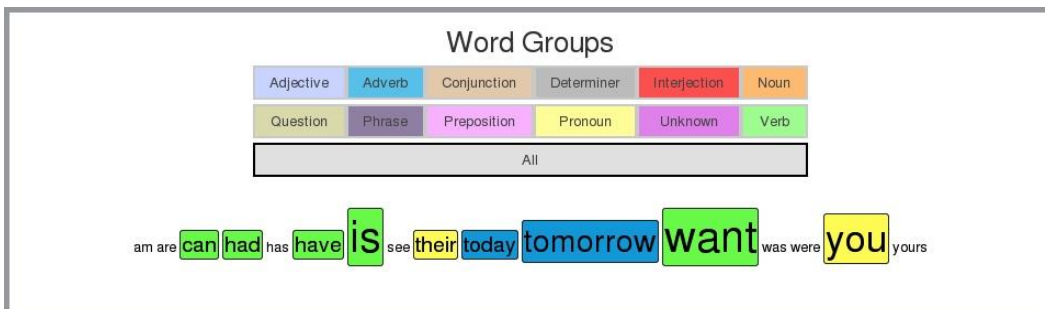 Word Groups
Adjective Adverb Conjunction Determiner Interjection Noun
Question Phrase Preposition Pronoun Unknown Verb
All
am are can had has have is see their today tomorrow want was were you yours